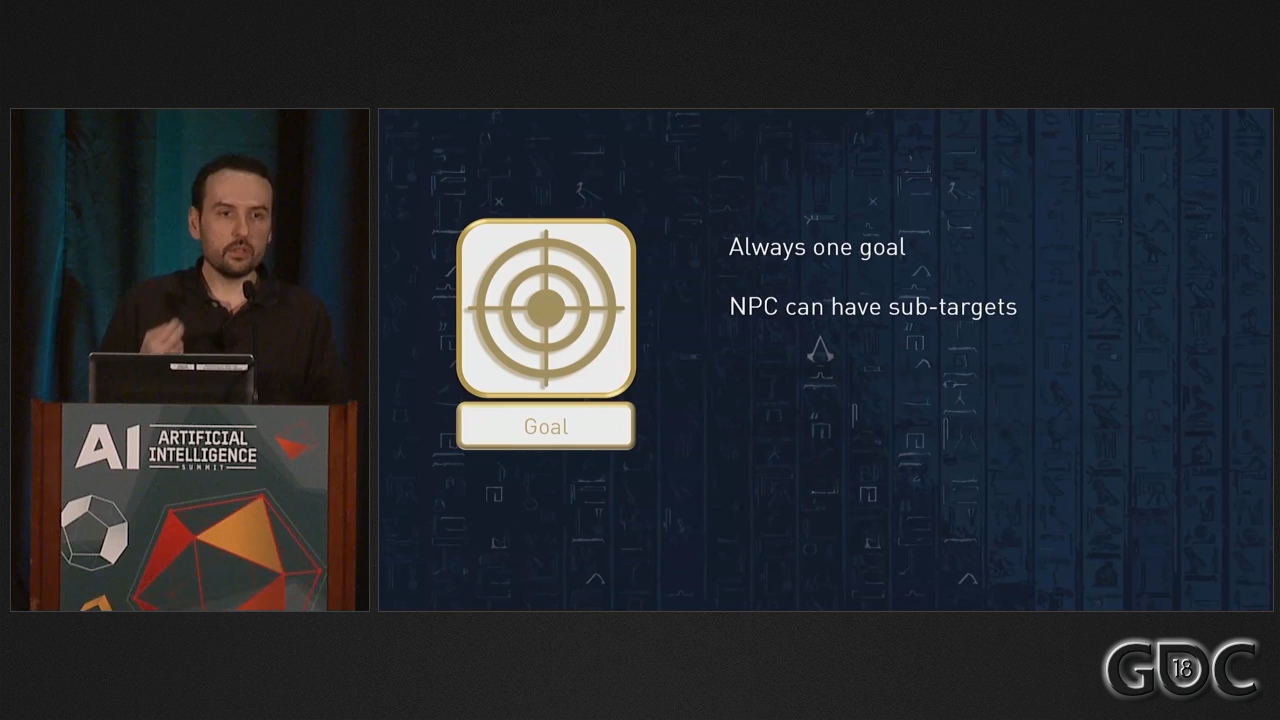 Always one goal
NPC can have sub-targets
Goal
AI
ARTIFICIAL
INTELLIGENCE
SUMMIT
GDC
18